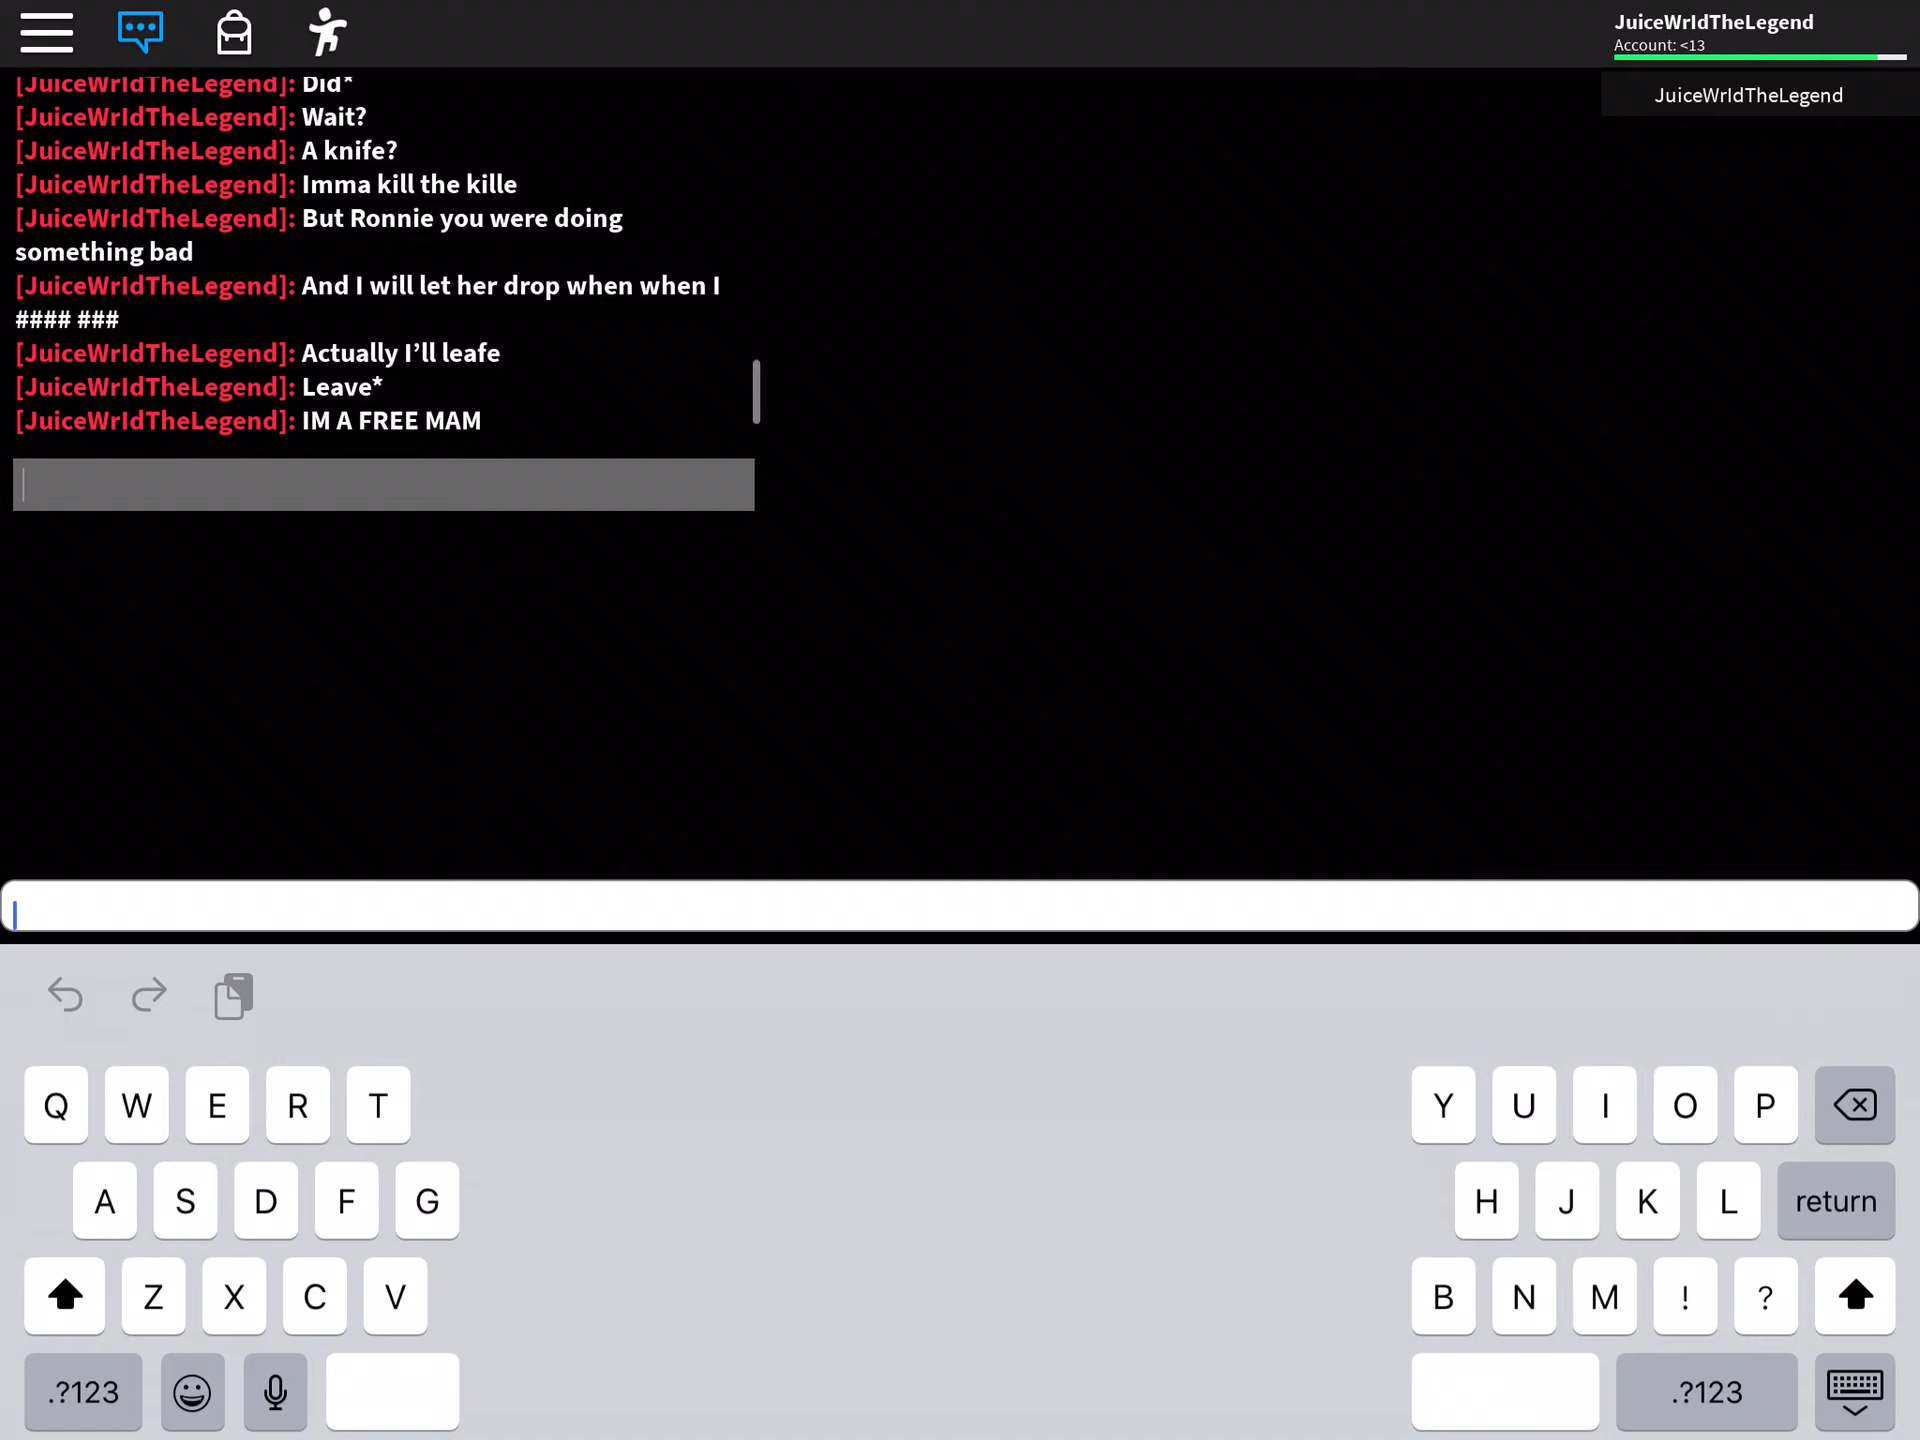 JuiceWrldTheLegend
Account: <13
JuiceWrldTheLegend
[JuiceWrldTheLegend]: Did*
[JuiceWrldTheLegend]: Wait?
[JuiceWrldTheLegend]: A knife?
[JuiceWrldTheLegend]: Imma kill the kille
[JuiceWrldTheLegend]: But Ronnie you were doing
something bad
[JuiceWrldTheLegend]: And I will let her drop when when I
#### ###
[JuiceWrldTheLegend]: Actually I’ll leafe
[JuiceWrldTheLegend]: Leave*
[JuiceWrldTheLegend]: IM A FREE MAM
Q W E R T Y U I O P
A S D F G H J K L return
Z X C V B N M ! ?
.?123 .?123